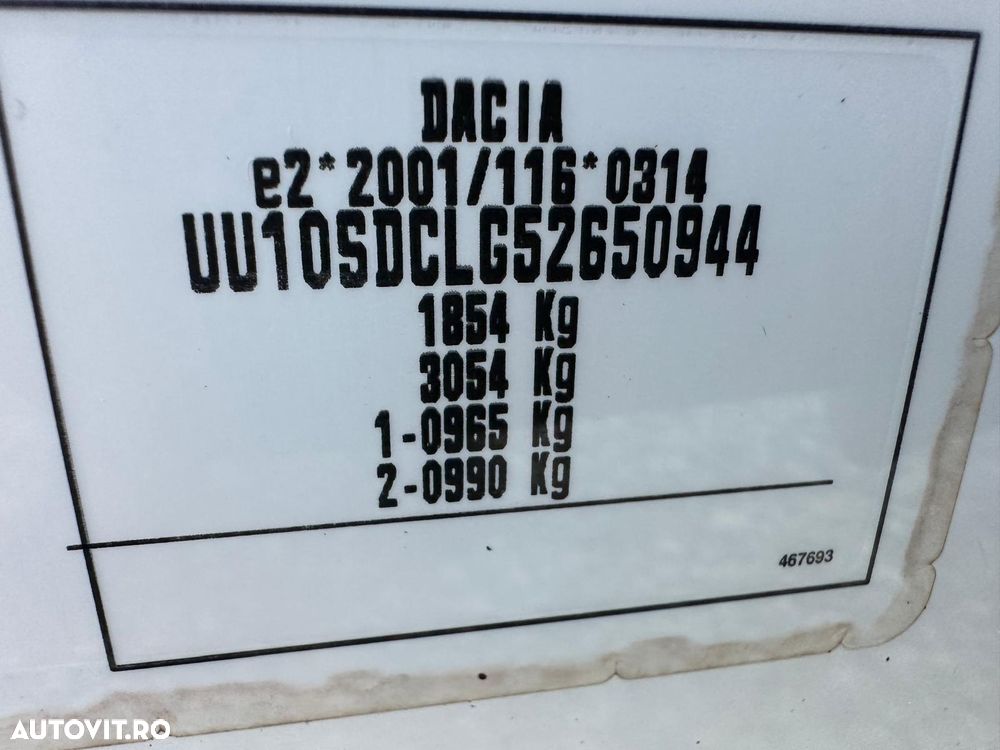 DACIA
e2*2001/116*0314
UU10SDCLG52650944
1854 Kg
3054 Kg
1-0965 Kg
2-0990 Kg
467693
AUTOVIT.RO